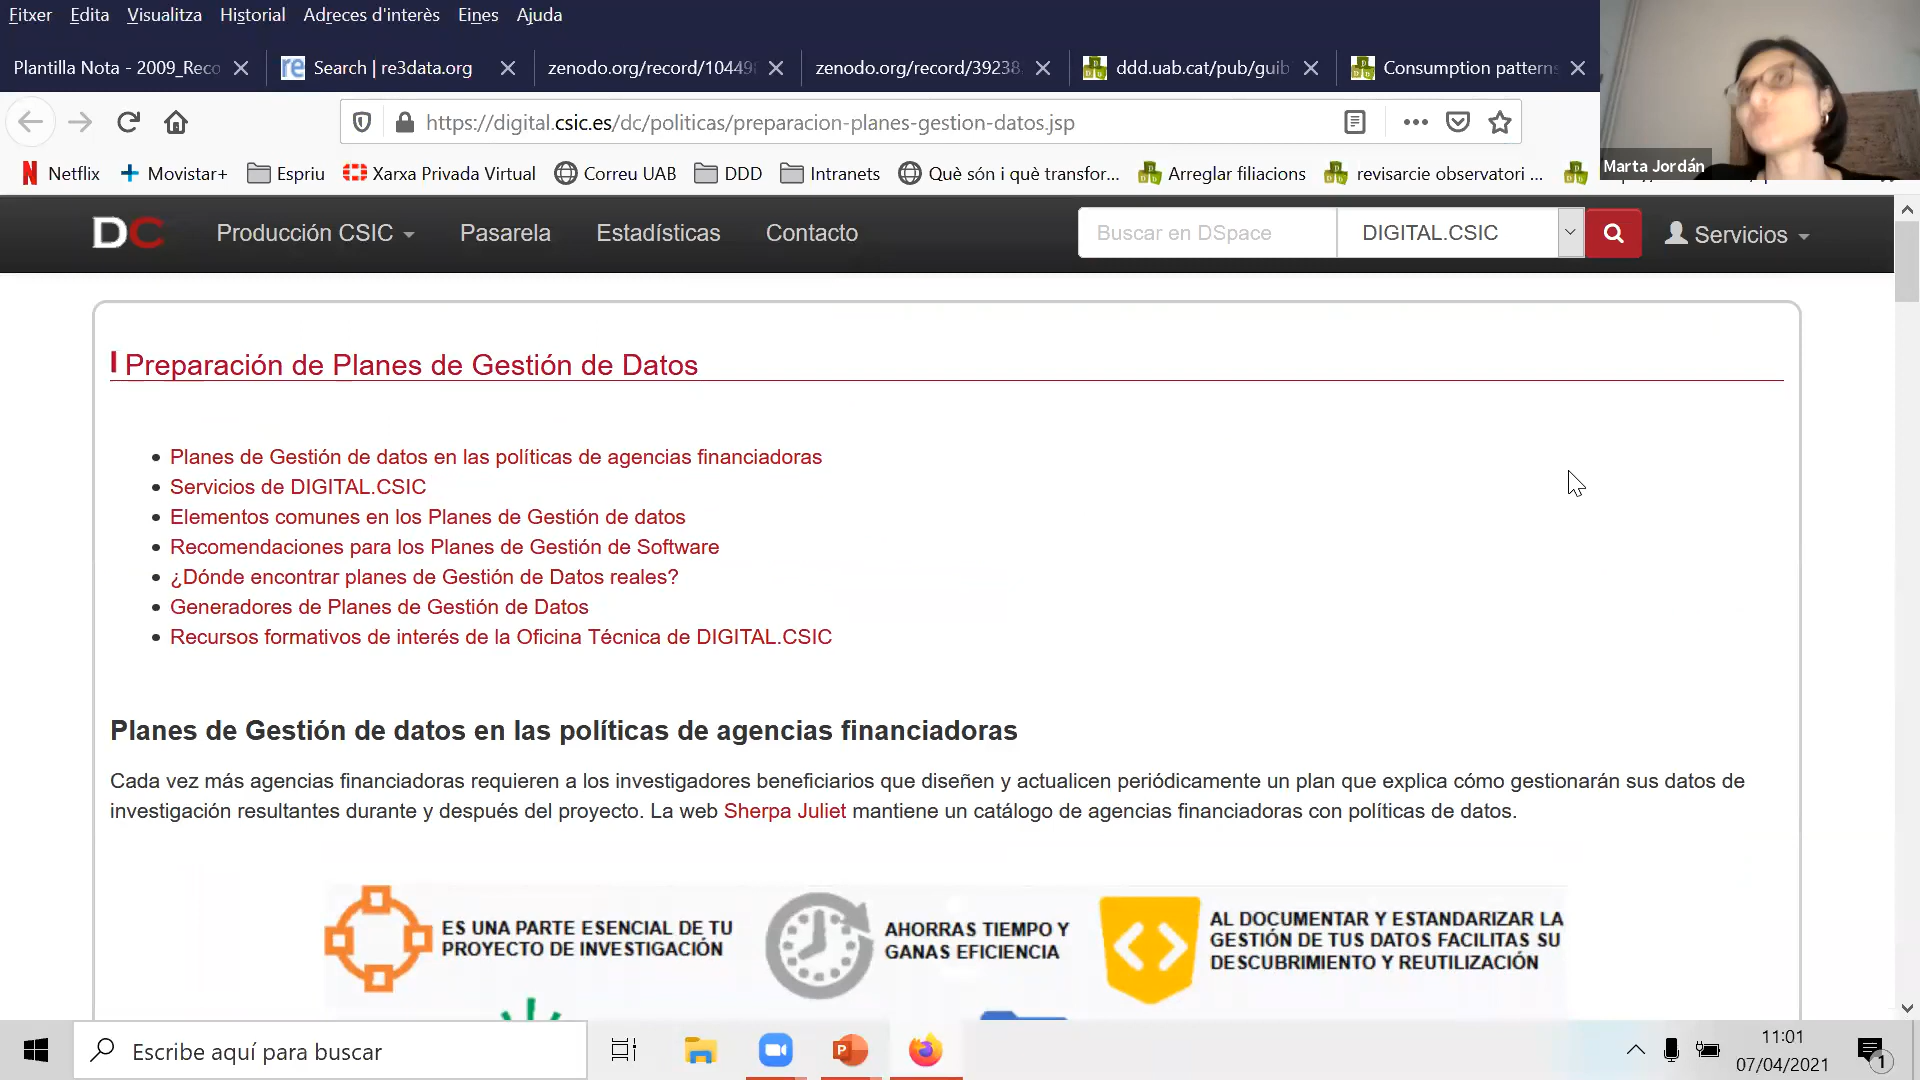 Fitxer Edita Visualitza Historial Adreces d'interès Eines Ajuda
Plantilla Nota - 2009_Reco
Search | re3data.org
zenodo.org/record/10449
zenodo.org/record/39238
ddd.uab.cat/pub/guib
Consumption patterns
https://digital.csic.es/dc/politicas/preparacion-planes-gestion-datos.jsp
Netflix Movistar+ Espriu Xarxa Privada Virtual Correu UAB DDD Intranets Què són i què transfor... Arreglar filiacions revisarcie observatori ...
Marta Jordán
DC Producción CSIC Pasarela Estadísticas Contacto Buscar en DSpace DIGITAL.CSIC Servicios
Preparación de Planes de Gestión de Datos
Planes de Gestión de datos en las políticas de agencias financiadoras
Servicios de DIGITAL.CSIC
Elementos comunes en los Planes de Gestión de datos
Recomendaciones para los Planes de Gestión de Software
¿Dónde encontrar planes de Gestión de Datos reales?
Generadores de Planes de Gestión de Datos
Recursos formativos de interés de la Oficina Técnica de DIGITAL.CSIC
Planes de Gestión de datos en las políticas de agencias financiadoras
Cada vez más agencias financiadoras requieren a los investigadores beneficiarios que diseñen y actualicen periódicamente un plan que explica cómo gestionarán sus datos de
investigación resultantes durante y después del proyecto. La web Sherpa Juliet mantiene un catálogo de agencias financiadoras con políticas de datos.
ES UNA PARTE ESENCIAL DE TU
PROYECTO DE INVESTIGACIÓN
AHORRAS TIEMPO Y
GANAS EFICIENCIA
AL DOCUMENTAR Y ESTANDARIZAR LA
GESTIÓN DE TUS DATOS FACILITAS SU
DESCUBRIMIENTO Y REUTILIZACIÓN
Escribe aquí para buscar
11:01
07/04/2021
1